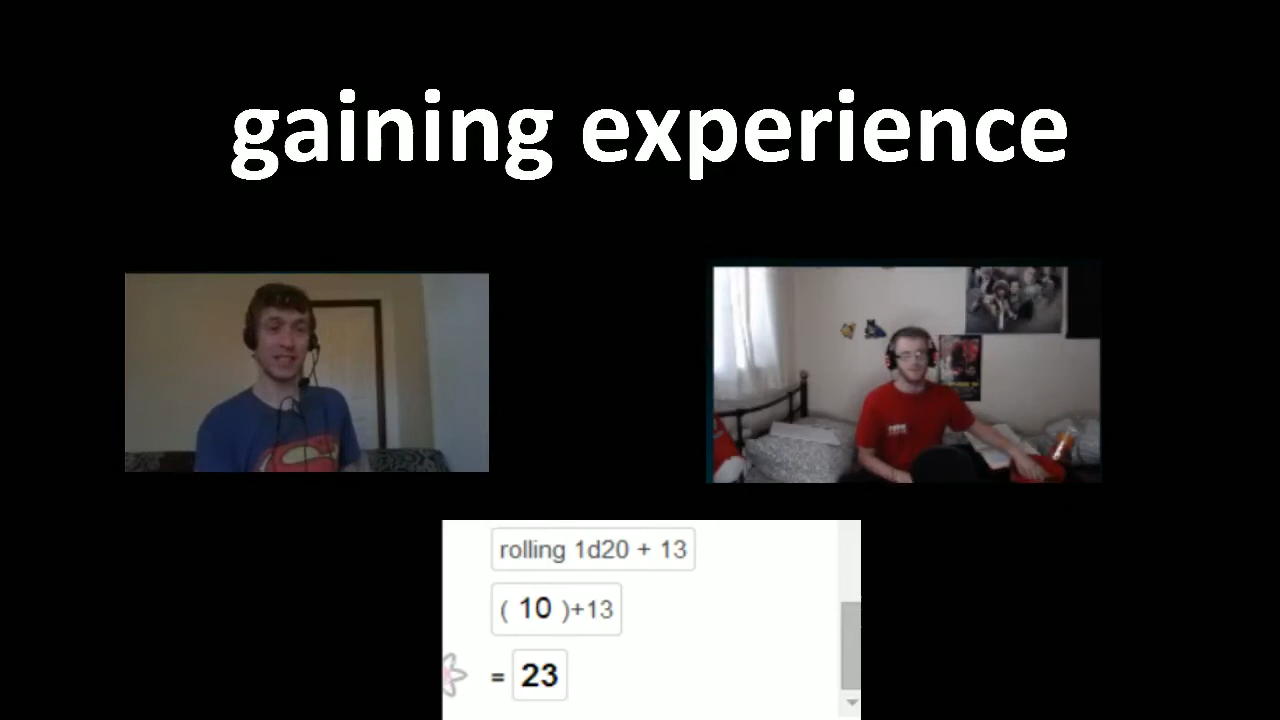 gaining experience
rolling 1d20 + 13
( 10 )+13
= 23